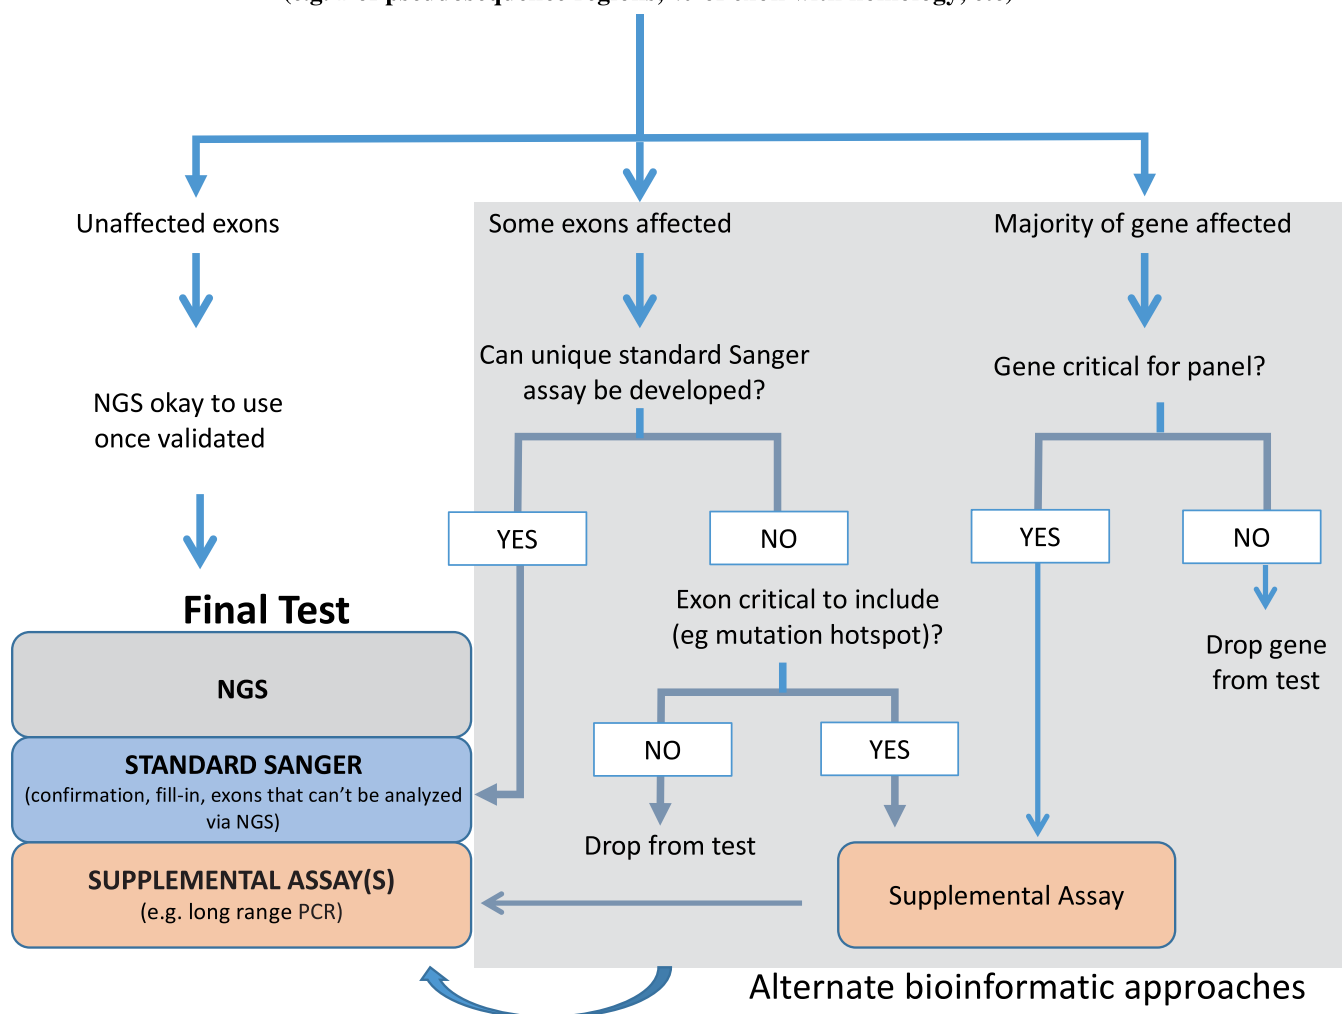 Unaffected exons
Some exons affected
Majority of gene affected
Can unique standard Sanger
assay be developed?
Gene critical for panel?
NGS okay to use
once validated
YES
NO
YES
NO
Exon critical to include
(eg mutation hotspot)?
Drop gene
from test
Final Test
NGS
NO
YES
STANDARD SANGER
(confirmation, fill-in, exons that can’t be analyzed
via NGS)
Drop from test
SUPPLEMENTAL ASSAY(S)
(e.g. long range PCR)
Supplemental Assay
Alternate bioinformatic approaches